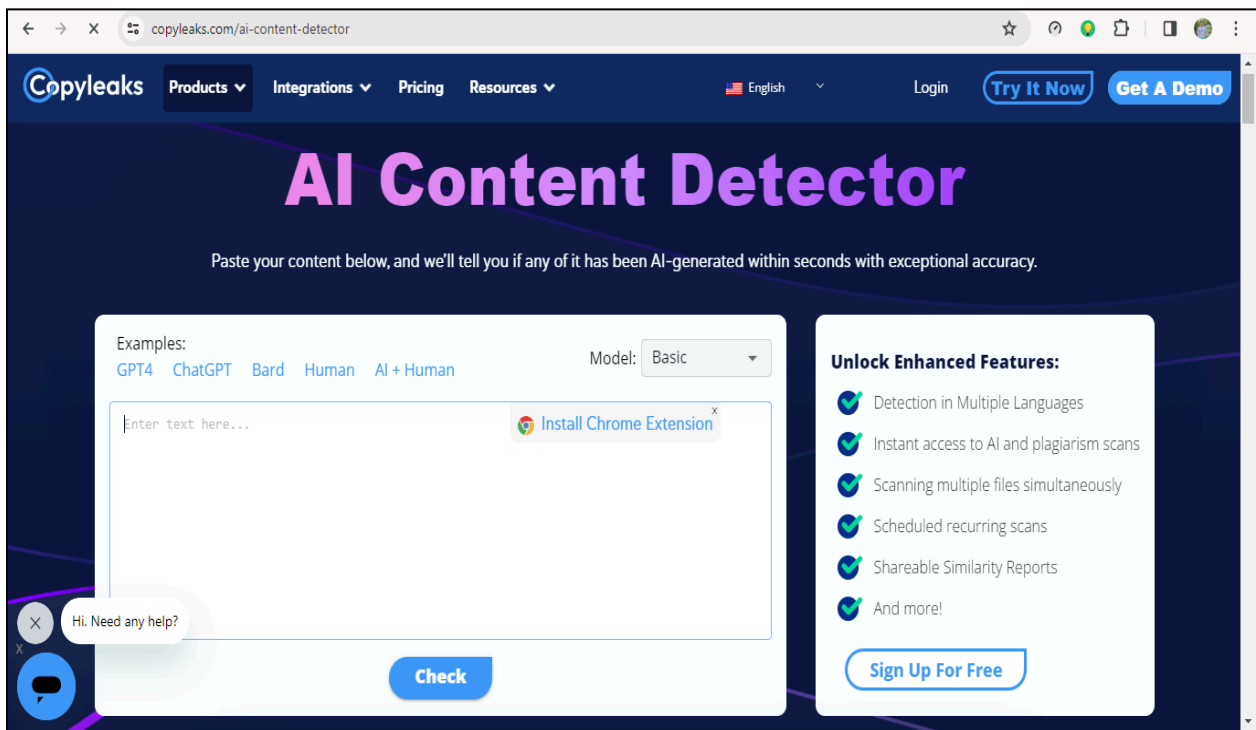 copyleaks.com/ai-content-detector
Copyleaks Products Integrations Pricing Resources English Login Try It Now Get A Demo
AI Content Detector
Paste your content below, and we'll tell you if any of it has been AI-generated within seconds with exceptional accuracy.
Examples:
GPT4 ChatGPT Bard Human AI + Human
Model: Basic
Enter text here...
Install Chrome Extension
x
Unlock Enhanced Features:
Detection in Multiple Languages
Instant access to AI and plagiarism scans
Scanning multiple files simultaneously
Scheduled recurring scans
Shareable Similarity Reports
And more!
Sign Up For Free
Hi. Need any help?
x
Check